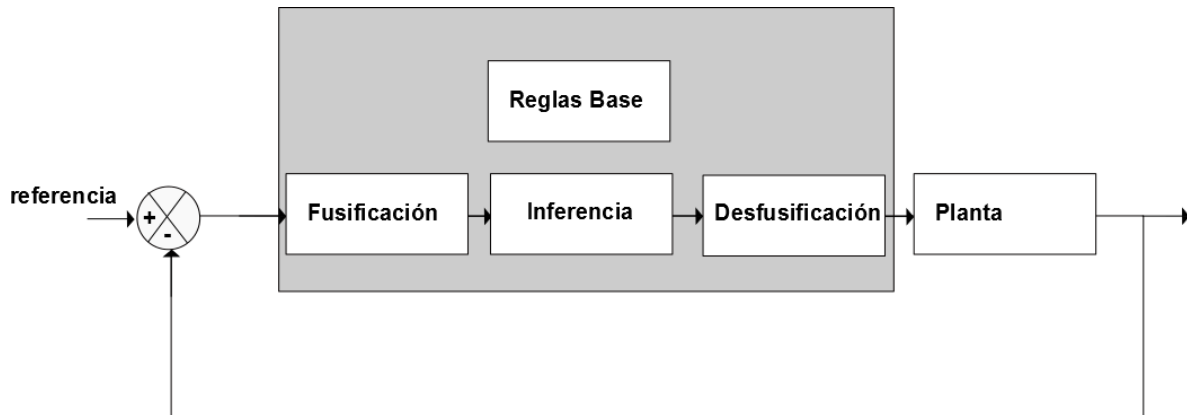 Reglas Base
referencia
+
-
Fusificación
Inferencia
Desfusificación
Planta